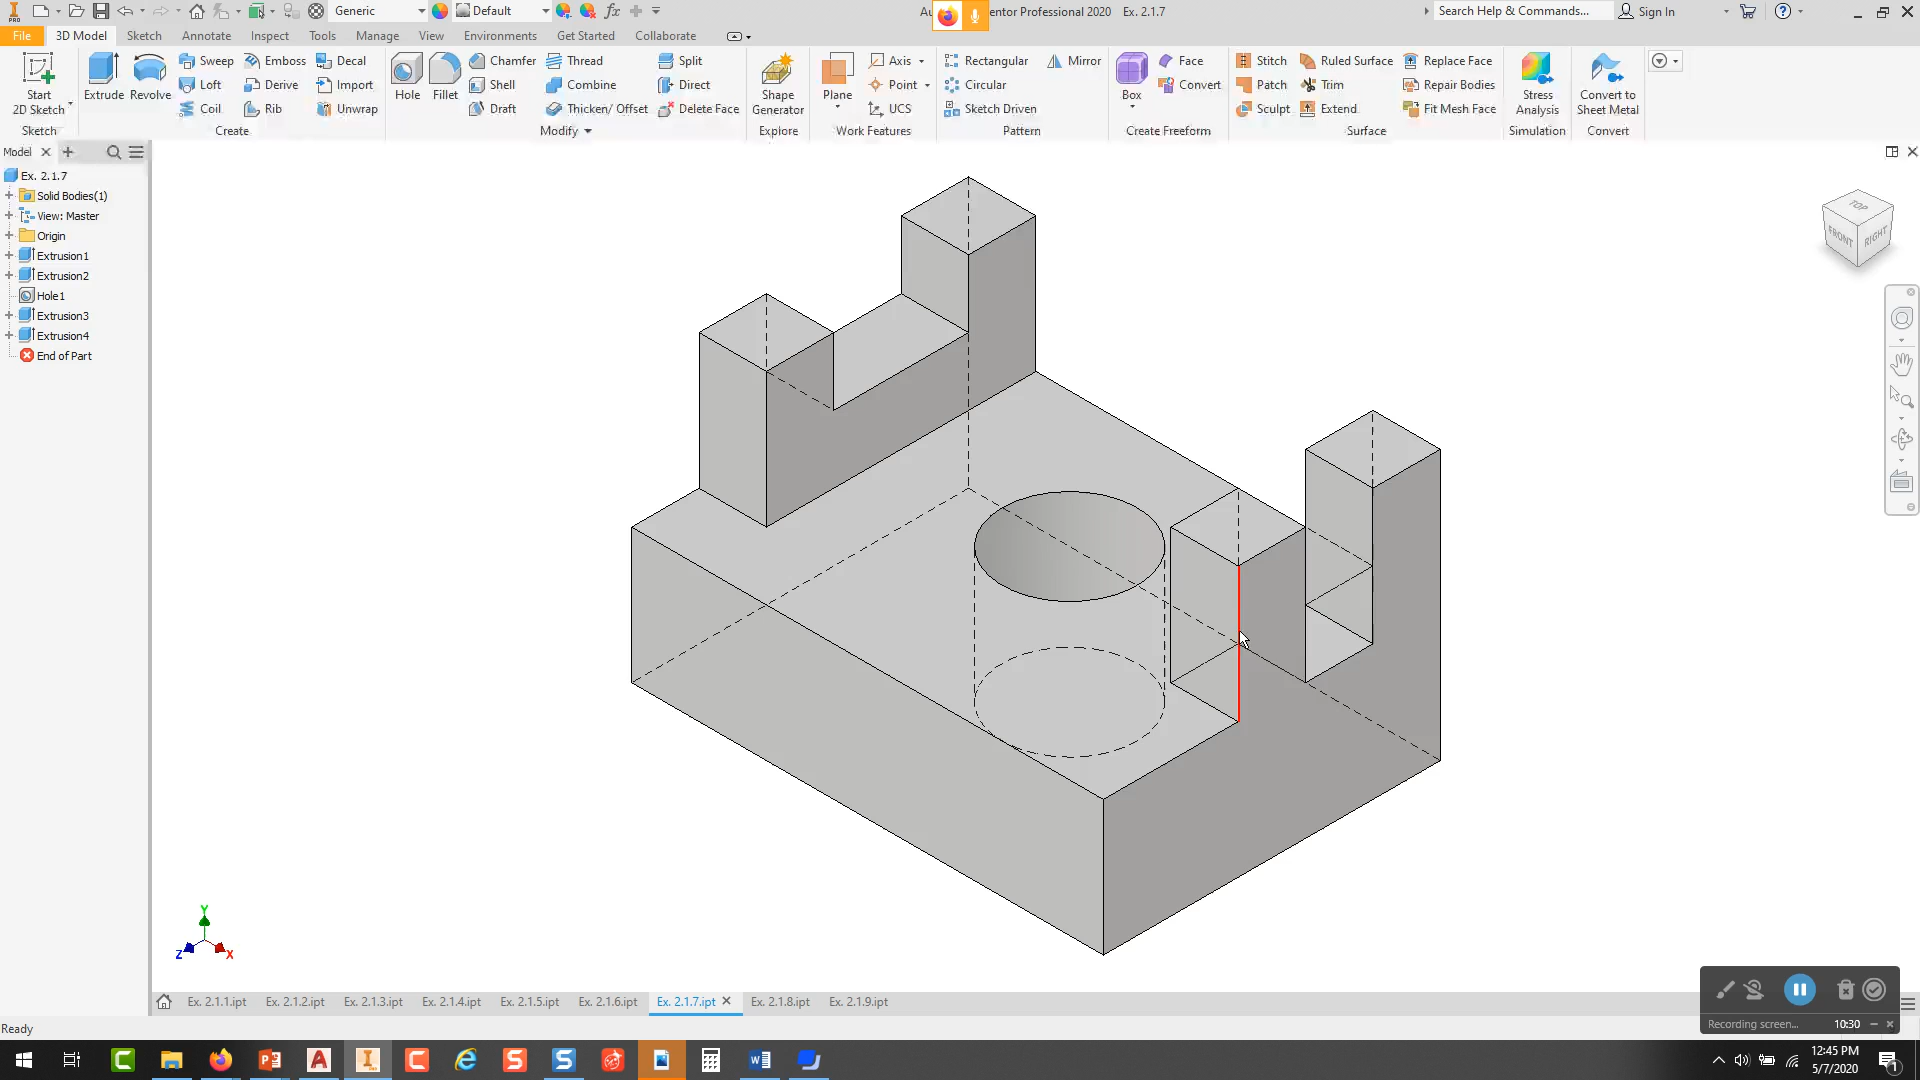 PRO
Generic
Default
fx
Au
entor Professional 2020 Ex. 2.1.7
Search Help & Commands...
Sign In
File
3D Model
Sketch
Annotate
Inspect
Tools
Manage
View
Environments
Get Started
Collaborate
Start
2D Sketch
Sketch
Extrude
Revolve
Sweep
Emboss
Decal
Loft
Derive
Import
Coil
Rib
Unwrap
Create
Hole
Fillet
Chamfer
Thread
Split
Shell
Combine
Direct
Draft
Thicken/ Offset
Delete Face
Modify
Shape
Generator
Explore
Plane
Axis
Point
UCS
Work Features
Rectangular
Mirror
Circular
Sketch Driven
Pattern
Box
Face
Convert
Create Freeform
Stitch
Ruled Surface
Replace Face
Patch
Trim
Repair Bodies
Sculpt
Extend
Fit Mesh Face
Surface
Stress
Analysis
Simulation
Convert to
Sheet Metal
Convert
Model
Ex. 2.1.7
Solid Bodies(1)
View: Master
Origin
Extrusion1
Extrusion2
Hole1
Extrusion3
Extrusion4
End of Part
TOP
FRONT
RIGHT
Y
Z
X
Ex. 2.1.1.ipt
Ex. 2.1.2.ipt
Ex. 2.1.3.ipt
Ex. 2.1.4.ipt
Ex. 2.1.5.ipt
Ex. 2.1.6.ipt
Ex. 2.1.7.ipt
Ex. 2.1.8.ipt
Ex. 2.1.9.ipt
Ready
Recording screen...
10:30
12:45 PM
5/7/2020
1